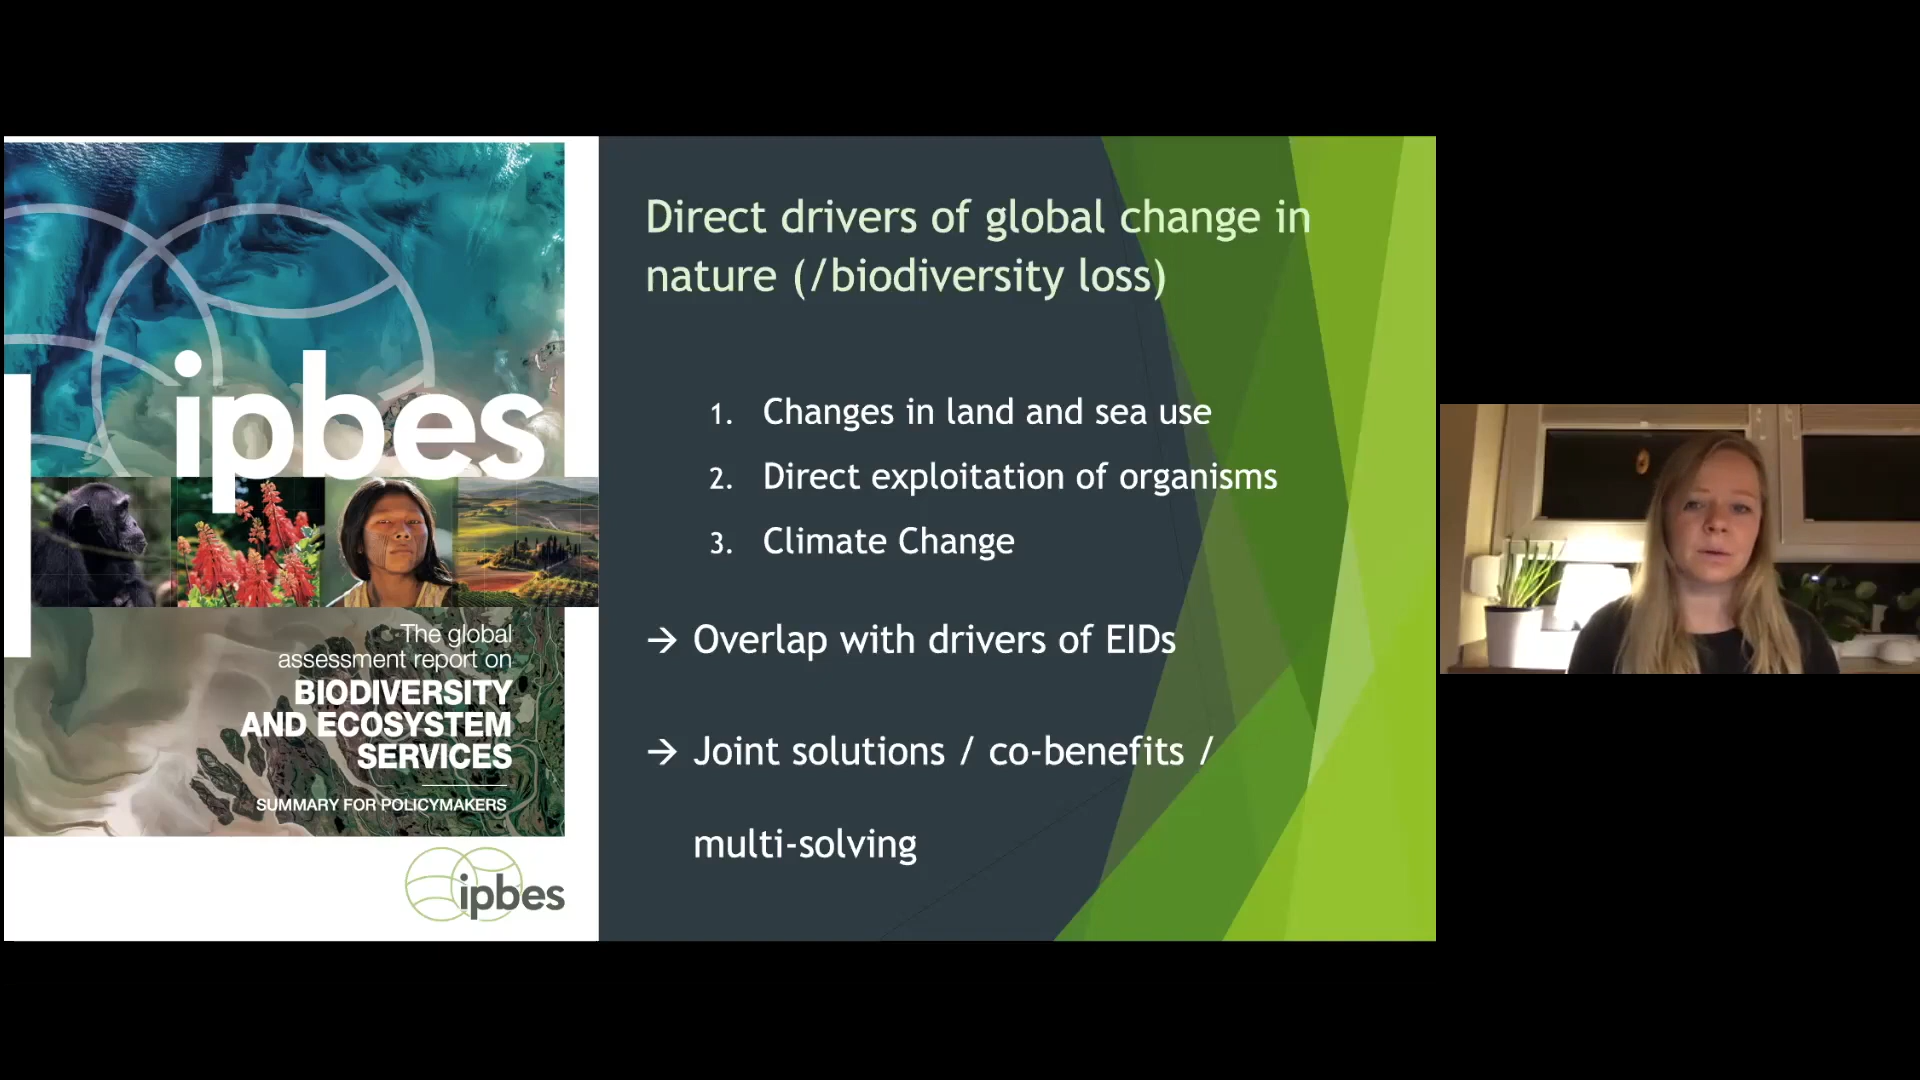 ipbes
The global
assessment report on
BIODIVERSITY
AND ECOSYSTEM
SERVICES
SUMMARY FOR POLICYMAKERS
ipbes
Direct drivers of global change in
nature (/biodiversity loss)
1. Changes in land and sea use
2. Direct exploitation of organisms
3. Climate Change
→ Overlap with drivers of EIDs
→ Joint solutions / co-benefits /
multi-solving